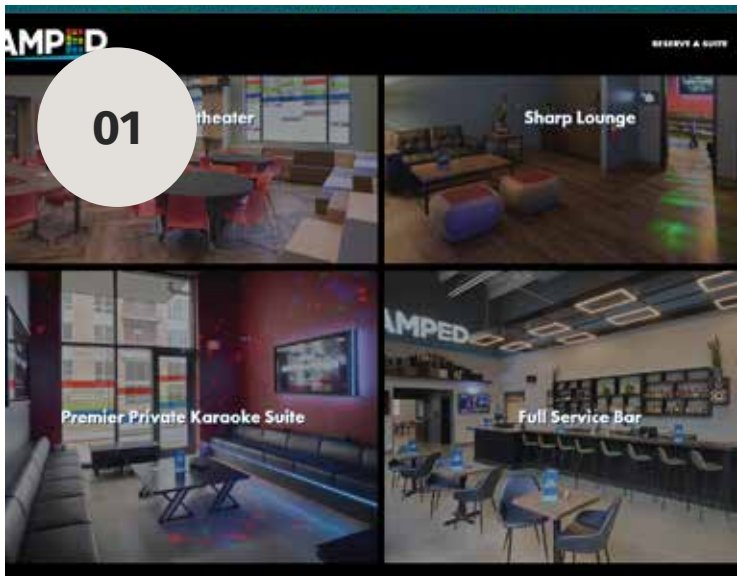 AMPED
RESERVE A SUITE
01
theater
Sharp Lounge
Premier Private Karaoke Suite
AMPED
Full Service Bar